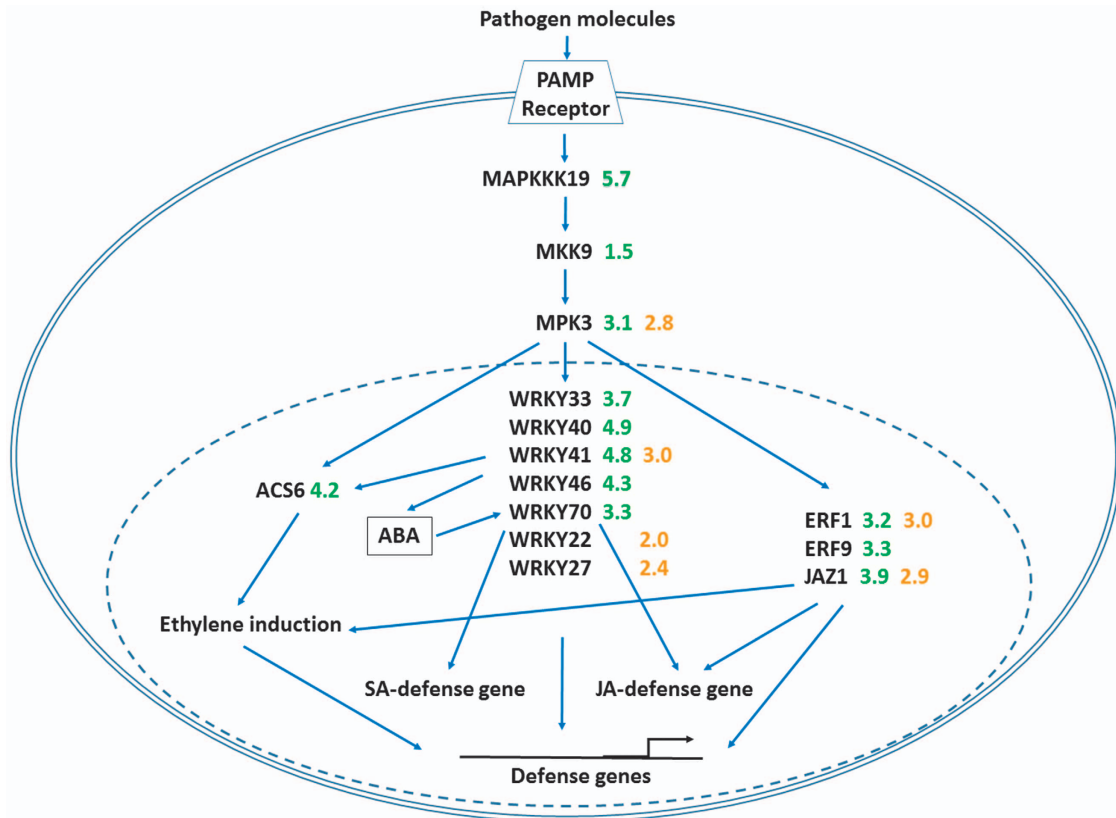 Pathogen molecules
PAMP
Receptor
MAPKKK19 5.7
MKK9 1.5
MPK3 3.1 2.8
WRKY33 3.7
WRKY40 4.9
WRKY41 4.8 3.0
WRKY46 4.3
WRKY70 3.3
WRKY22 2.0
WRKY27 2.4
ACS6 4.2
ABA
ERF1 3.2 3.0
ERF9 3.3
JAZ1 3.9 2.9
Ethylene induction
SA-defense gene
JA-defense gene
Defense genes